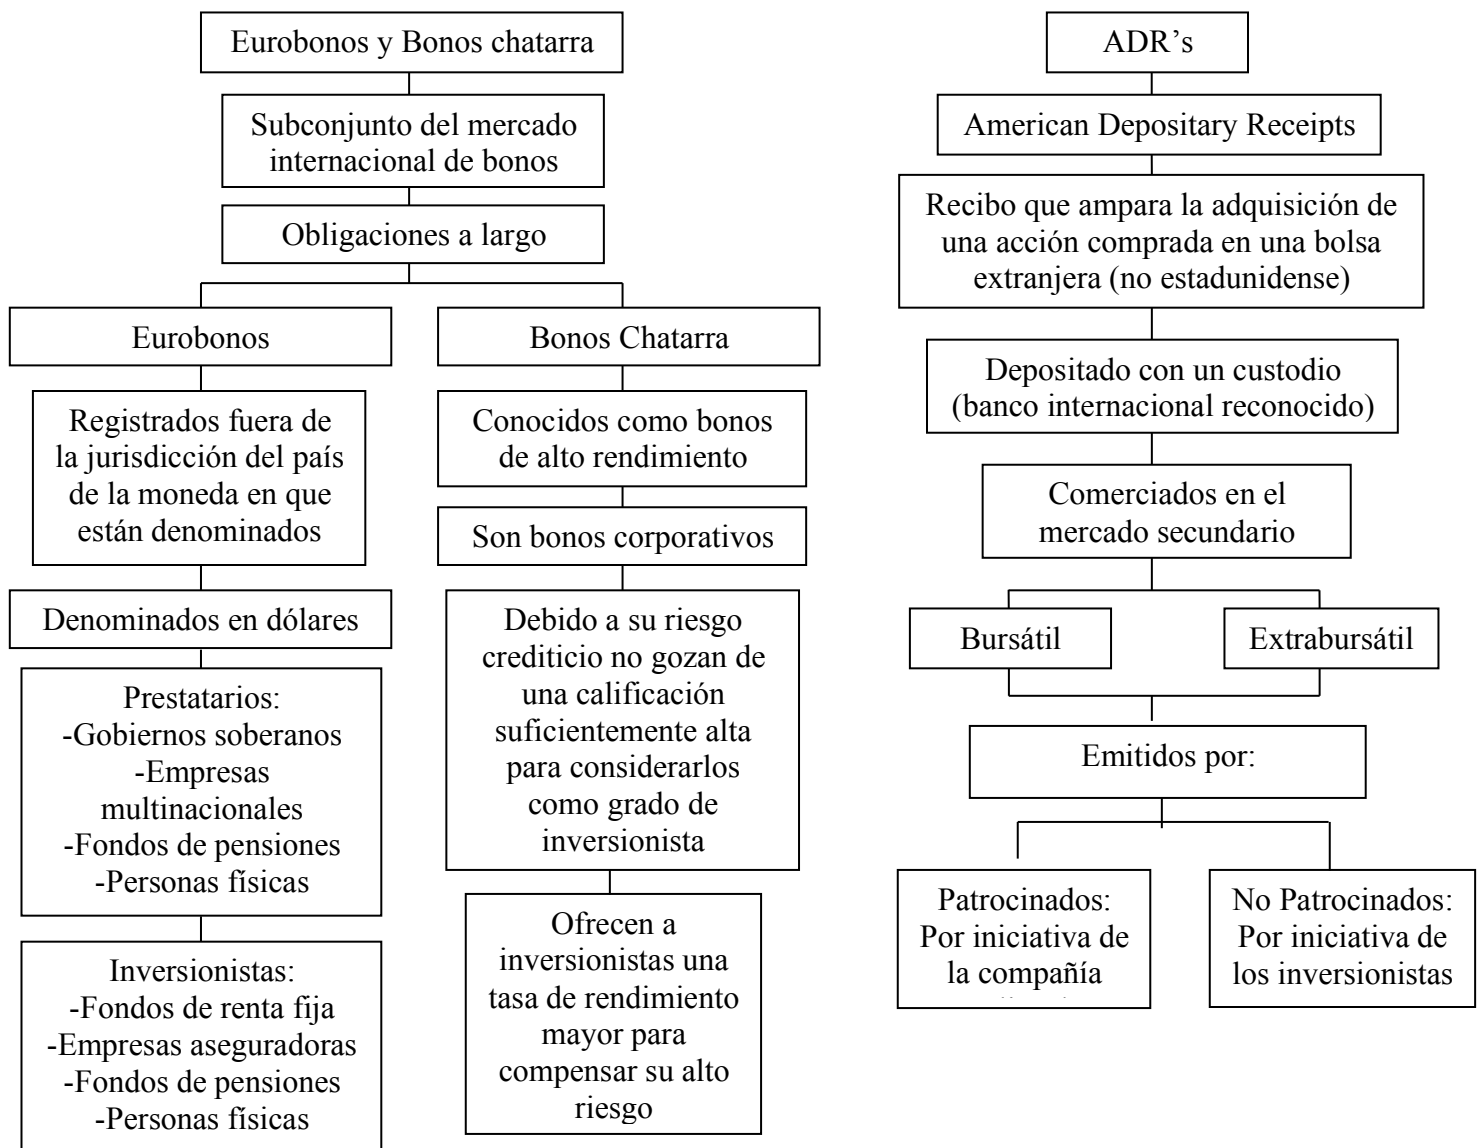 Eurobonos y Bonos chatarra
Subconjunto del mercado
internacional de bonos
Obligaciones a largo
Eurobonos
Registrados fuera de
la jurisdicción del país
de la moneda en que
están denominados
Denominados en dólares
Prestatarios:
-Gobiernos soberanos
-Empresas
multinacionales
-Fondos de pensiones
-Personas físicas
Inversionistas:
-Fondos de renta fija
-Empresas aseguradoras
-Fondos de pensiones
-Personas físicas
Bonos Chatarra
Conocidos como bonos
de alto rendimiento
Son bonos corporativos
Debido a su riesgo
crediticio no gozan de
una calificación
suficientemente alta
para considerarlos
como grado de
inversionista
Ofrecen a
inversionistas una
tasa de rendimiento
mayor para
compensar su alto
riesgo
ADR’s
American Depositary Receipts
Recibo que ampara la adquisición de
una acción comprada en una bolsa
extranjera (no estadunidense)
Depositado con un custodio
(banco internacional reconocido)
Comerciados en el
mercado secundario
Bursátil
Extrabursátil
Emitidos por:
Patrocinados:
Por iniciativa de
la compañía
No Patrocinados:
Por iniciativa de
los inversionistas